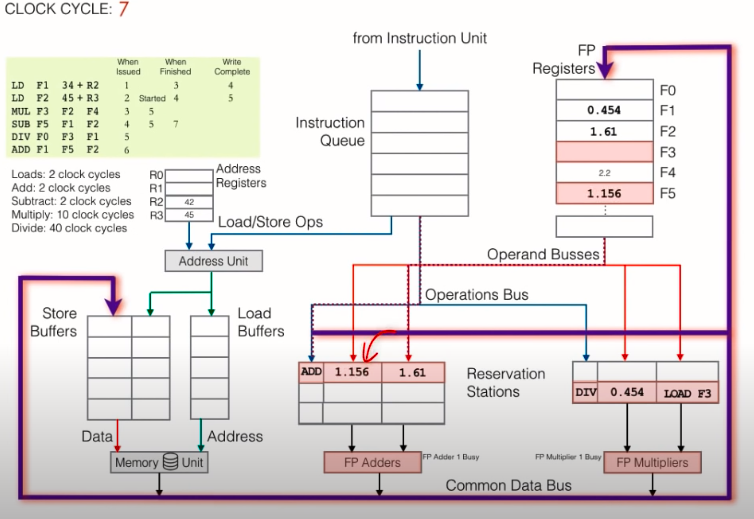 CLOCK CYCLE: 7
from Instruction Unit
When Issued When Finished Write Complete
LD F1 34 + R2 1 3 4
LD F2 45 + R3 2 Started 4 5
MUL F3 F2 F4 3 5
SUB F5 F1 F2 4 5 7
DIV F0 F3 F1 5
ADD F1 F5 F2 6
Loads: 2 clock cycles
Add: 2 clock cycles
Subtract: 2 clock cycles
Multiply: 10 clock cycles
Divide: 40 clock cycles
R0
R1
R2 42
R3 45
Address
Registers
Instruction
Queue
FP
Registers
F0
0.454 F1
1.61 F2
F3
2.2 F4
1.156 F5
Load/Store Ops
Address Unit
Operand Busses
Operations Bus
Store
Buffers
Load
Buffers
ADD 1.156 1.61
Reservation
Stations
DIV 0.454 LOAD F3
Data
Address
Memory Unit
FP Adders
FP Adder 1 Busy
FP Multiplier 1 Busy
FP Multipliers
Common Data Bus